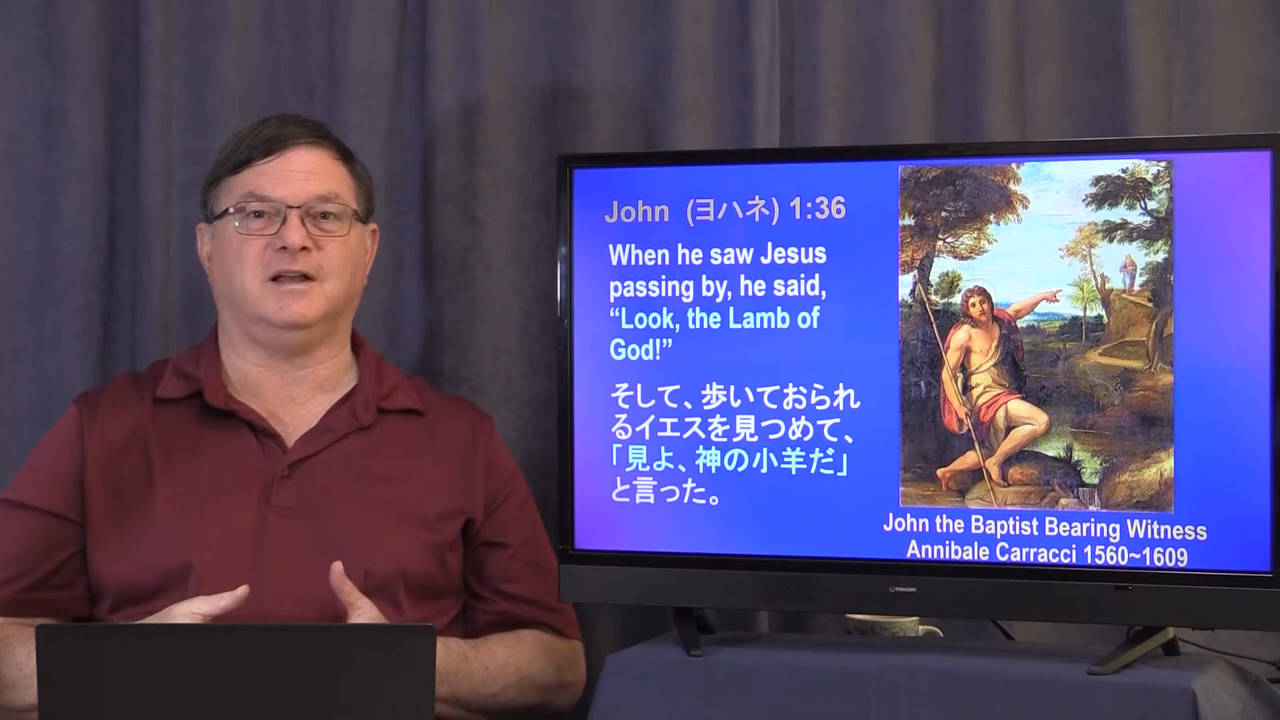 John (ヨハネ) 1:36
When he saw Jesus
passing by, he said,
“Look, the Lamb of
God!”
そして、歩いておられ
るイエスを見つめて、
「見よ、神の小羊だ」
と言った。
John the Baptist Bearing Witness
Annibale Carracci 1560~1609